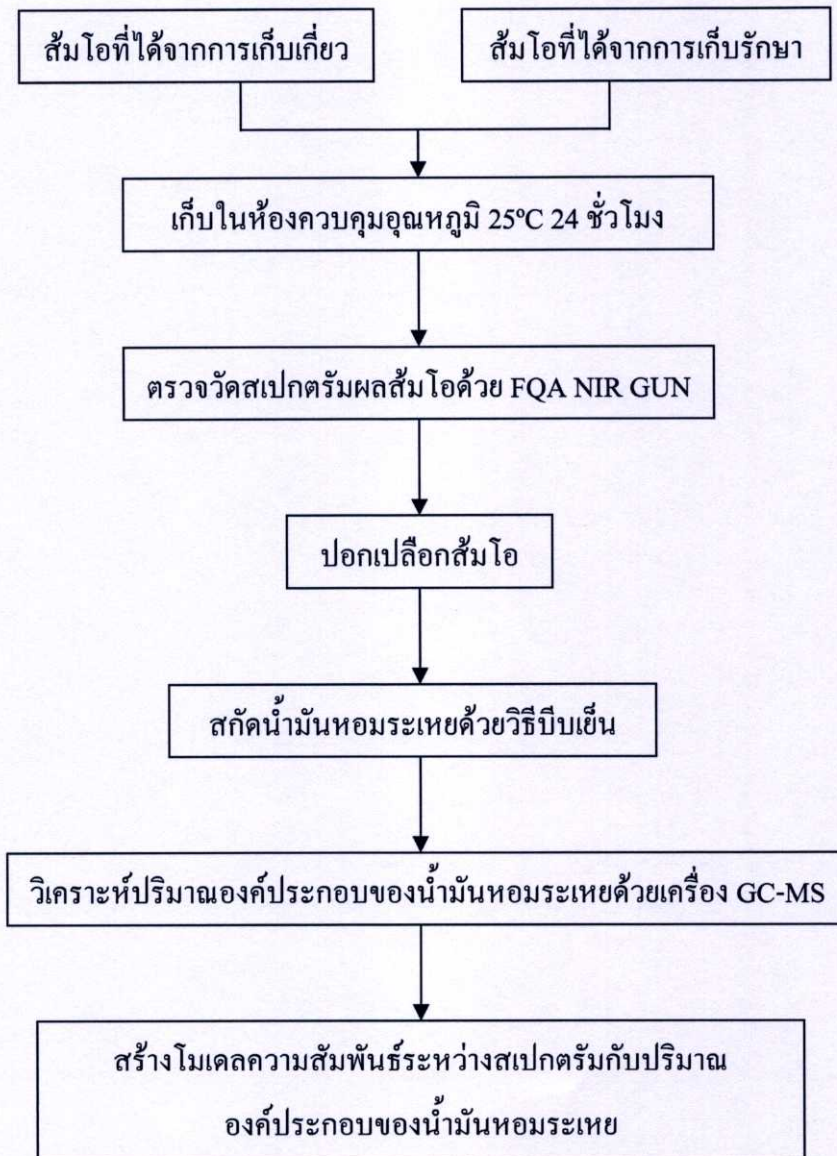 ส้มโอที่ได้จากการเก็บเกี่ยว
ส้มโอที่ได้จากการเก็บรักษา
เก็บในห้องควบคุมอุณหภูมิ 25ºC 24 ชั่วโมง
ตรวจวัดสเปกตรัมผลส้มโอด้วย FQA NIR GUN
ปอกเปลือกส้มโอ
สกัดน้ำมันหอมระเหยด้วยวิธีบีบเย็น
วิเคราะห์ปริมาณองค์ประกอบของน้ำมันหอมระเหยด้วยเครื่อง GC-MS
สร้างโมเดลความสัมพันธ์ระหว่างสเปกตรัมกับปริมาณ
องค์ประกอบของน้ำมันหอมระเหย